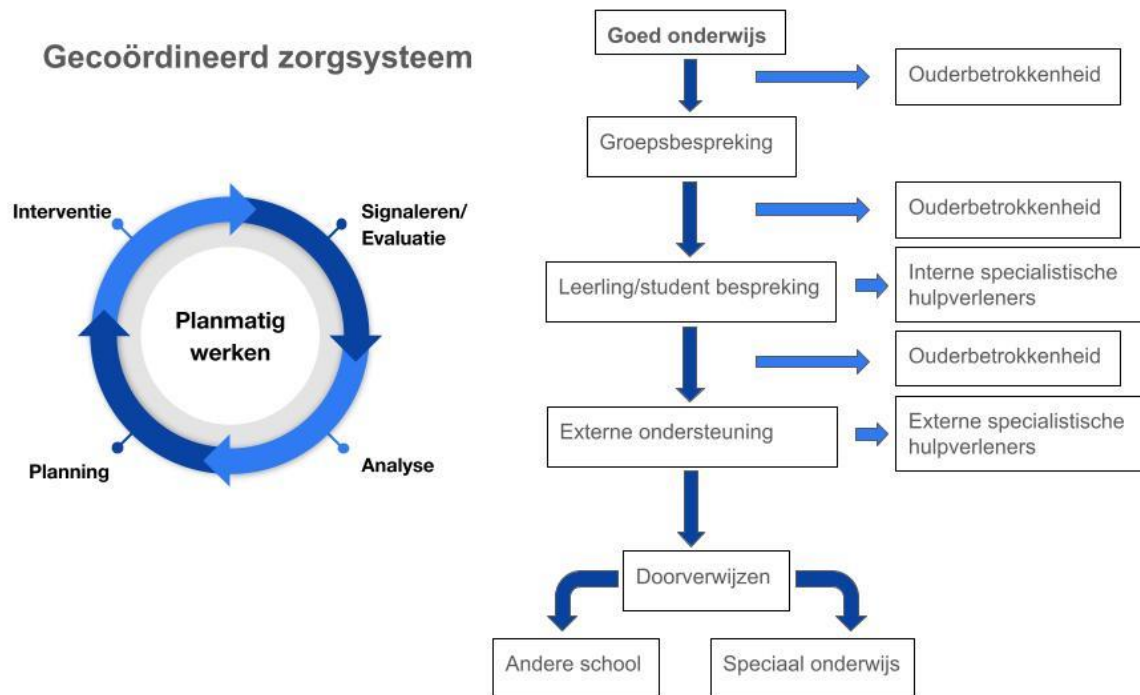 Gecoördineerd zorgsysteem
Interventie
Signaleren/
Evaluatie
Planmatig
werken
Planning
Analyse
Goed onderwijs
Ouderbetrokkenheid
Groepsbespreking
Ouderbetrokkenheid
Leerling/student bespreking
Interne specialistische
hulpverleners
Ouderbetrokkenheid
Externe ondersteuning
Externe specialistische
hulpverleners
Doorverwijzen
Andere school
Speciaal onderwijs